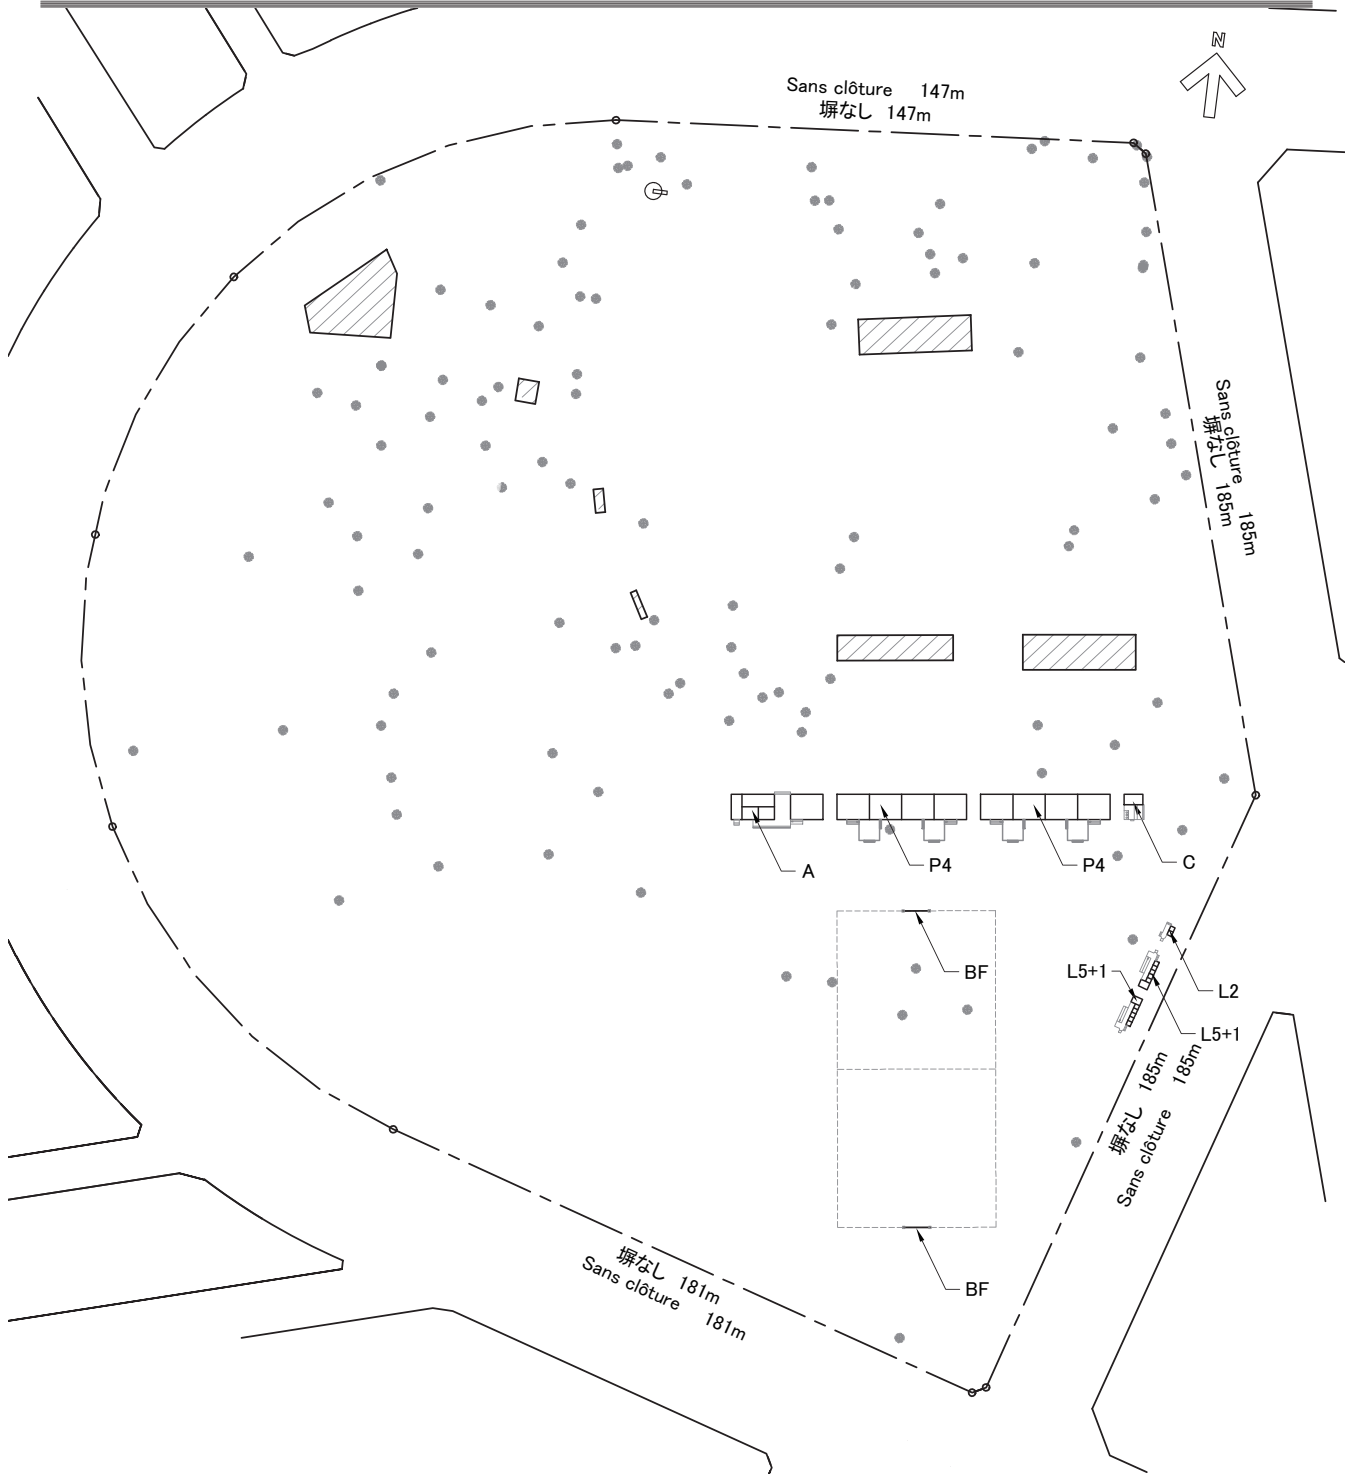 N
Sans clôture 147m
塀なし 147m
Sans clôture 185m
塀なし 185m
A
P4
P4
C
BF
L5+1
L2
L5+1
塀なし 185m
Sans clôture 185m
塀なし 181m
Sans clôture 181m
BF